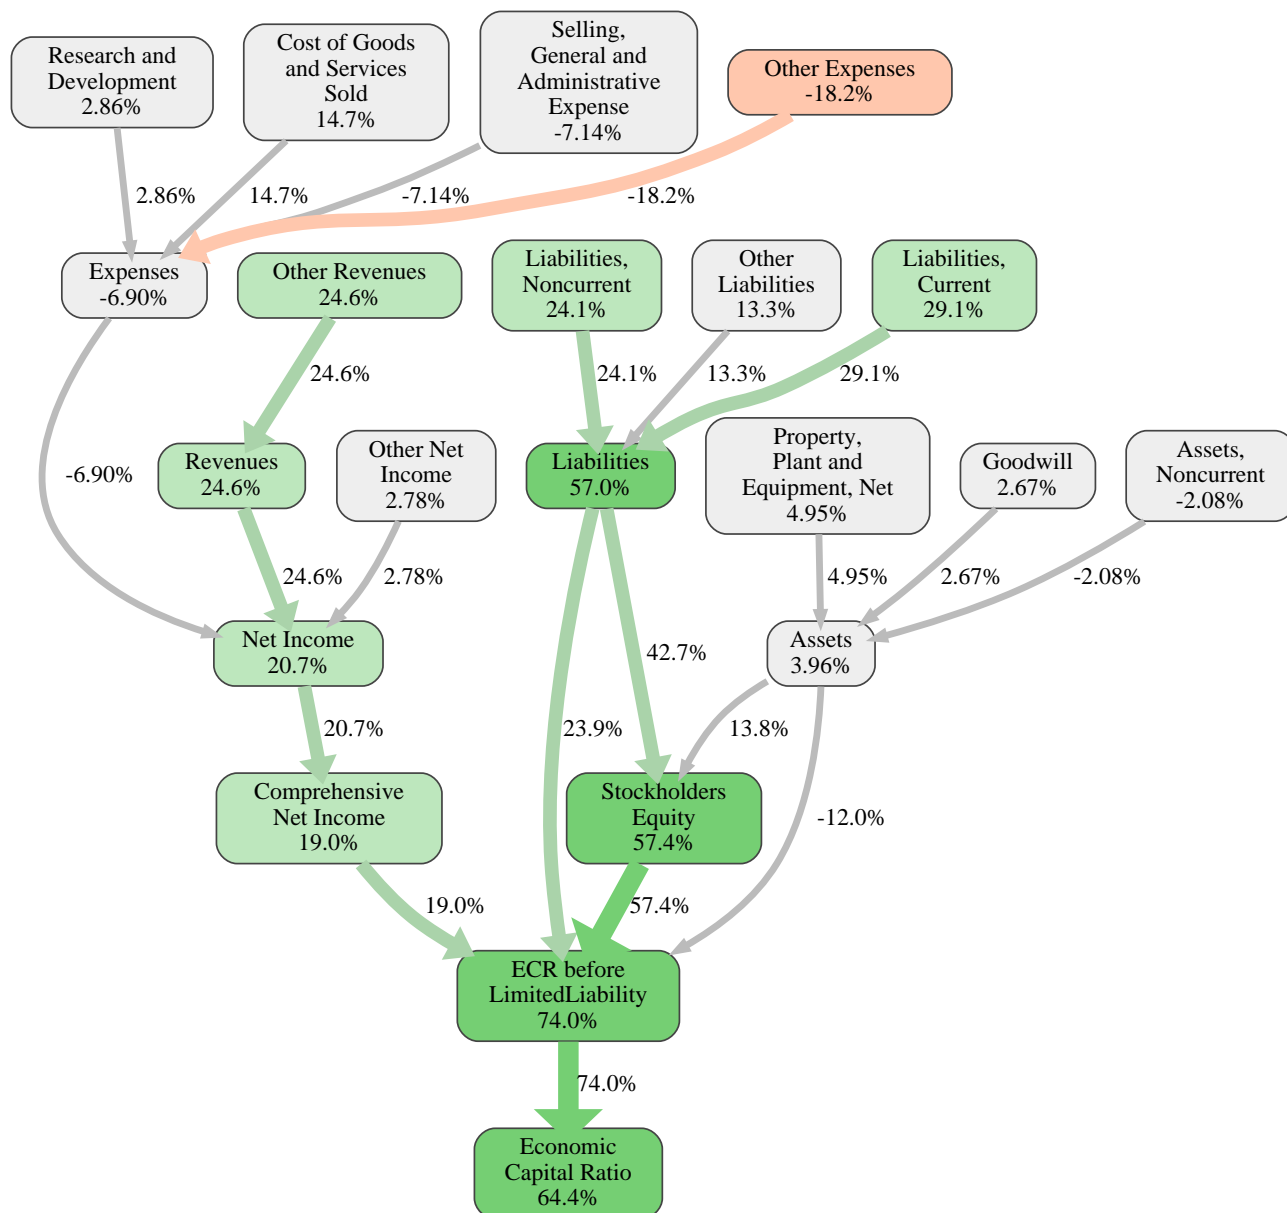 Research and
Development
2.86%
Cost of Goods
and Services
Sold
14.7%
Selling,
General and
Administrative
Expense
-7.14%
Other Expenses
-18.2%
2.86%
14.7%
-7.14%
-18.2%
Expenses
-6.90%
Other Revenues
24.6%
Liabilities,
Noncurrent
24.1%
Other
Liabilities
13.3%
Liabilities,
Current
29.1%
24.6%
24.1%
13.3%
29.1%
-6.90%
Revenues
24.6%
Other Net
Income
2.78%
Liabilities
57.0%
Property,
Plant and
Equipment, Net
4.95%
Goodwill
2.67%
Assets,
Noncurrent
-2.08%
24.6%
2.78%
4.95%
2.67%
-2.08%
Net Income
20.7%
42.7%
Assets
3.96%
20.7%
23.9%
13.8%
Comprehensive
Net Income
19.0%
Stockholders
Equity
57.4%
-12.0%
19.0%
57.4%
ECR before
LimitedLiability
74.0%
74.0%
Economic
Capital Ratio
64.4%